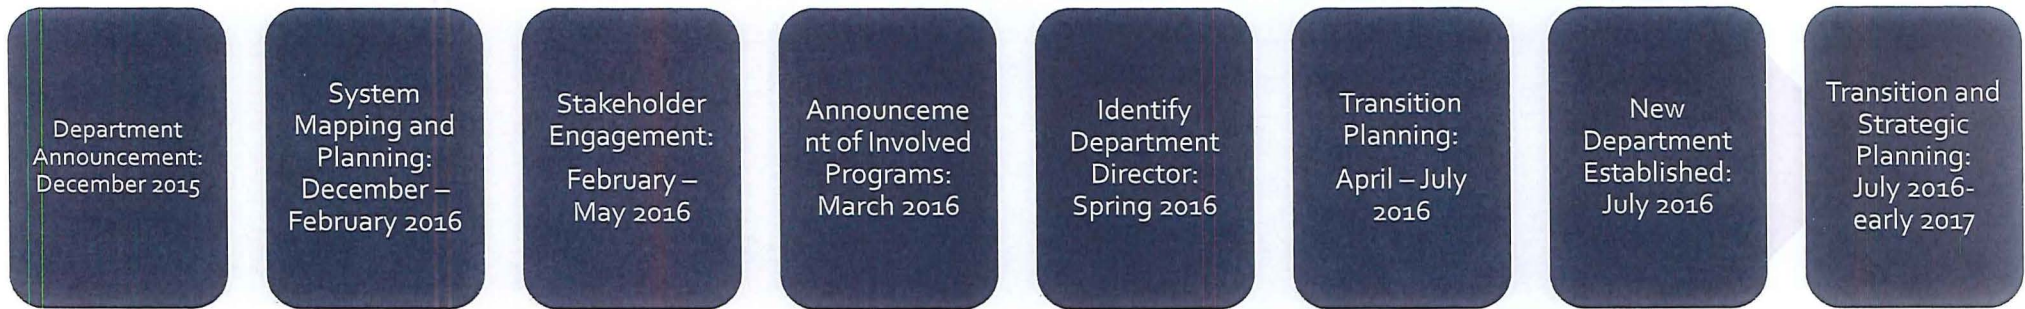 Department
Announcement:
December 2015
System
Mapping and
Planning:
December –
February 2016
Stakeholder
Engagement:
February –
May 2016
Announceme
nt of Involved
Programs:
March 2016
Identify
Department
Director:
Spring 2016
Transition
Planning:
April – July
2016
New
Department
Established:
July 2016
Transition and
Strategic
Planning:
July 2016-
early 2017